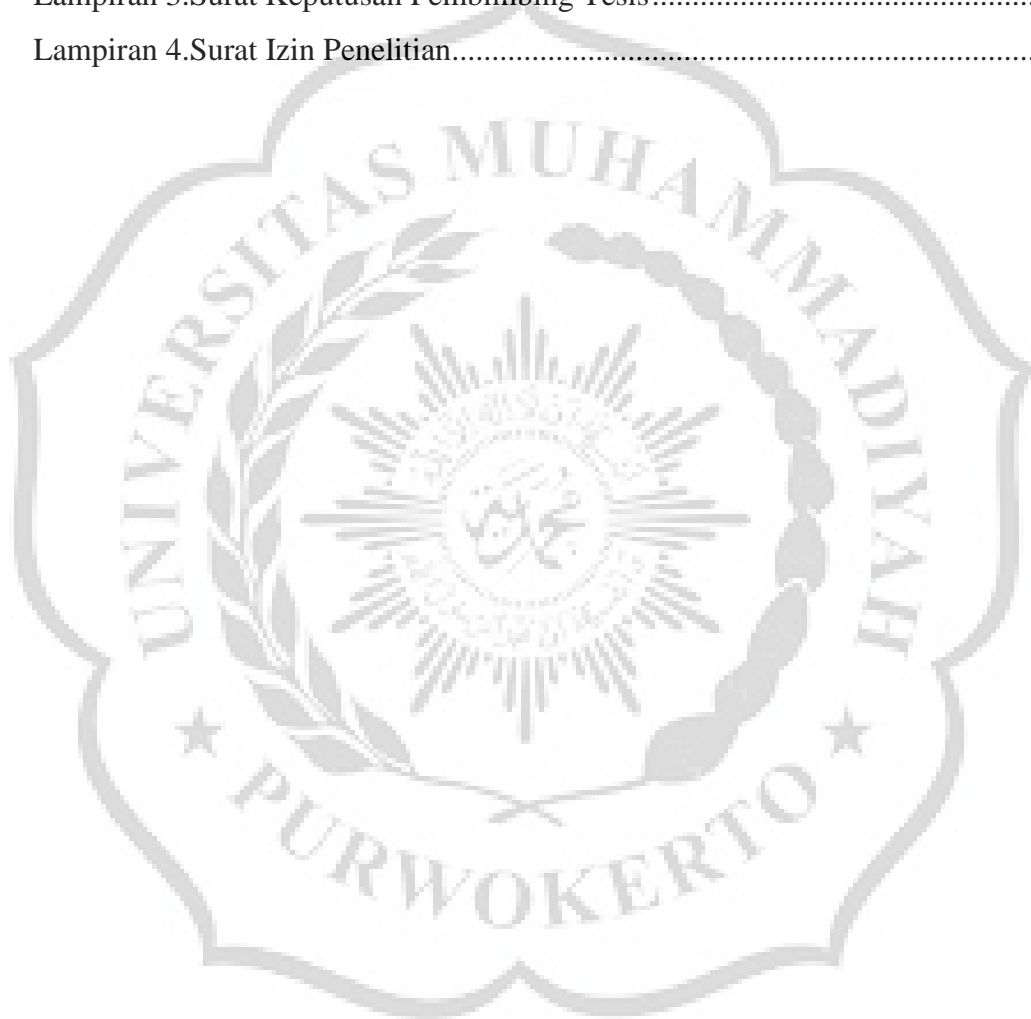 Lampiran 3.Surat Keputusan Pembimbing Tesis
Lampiran 4.Surat Izin Penelitian
UNIVERSITAS MUHAMMADIYAH
PURWOKERTO